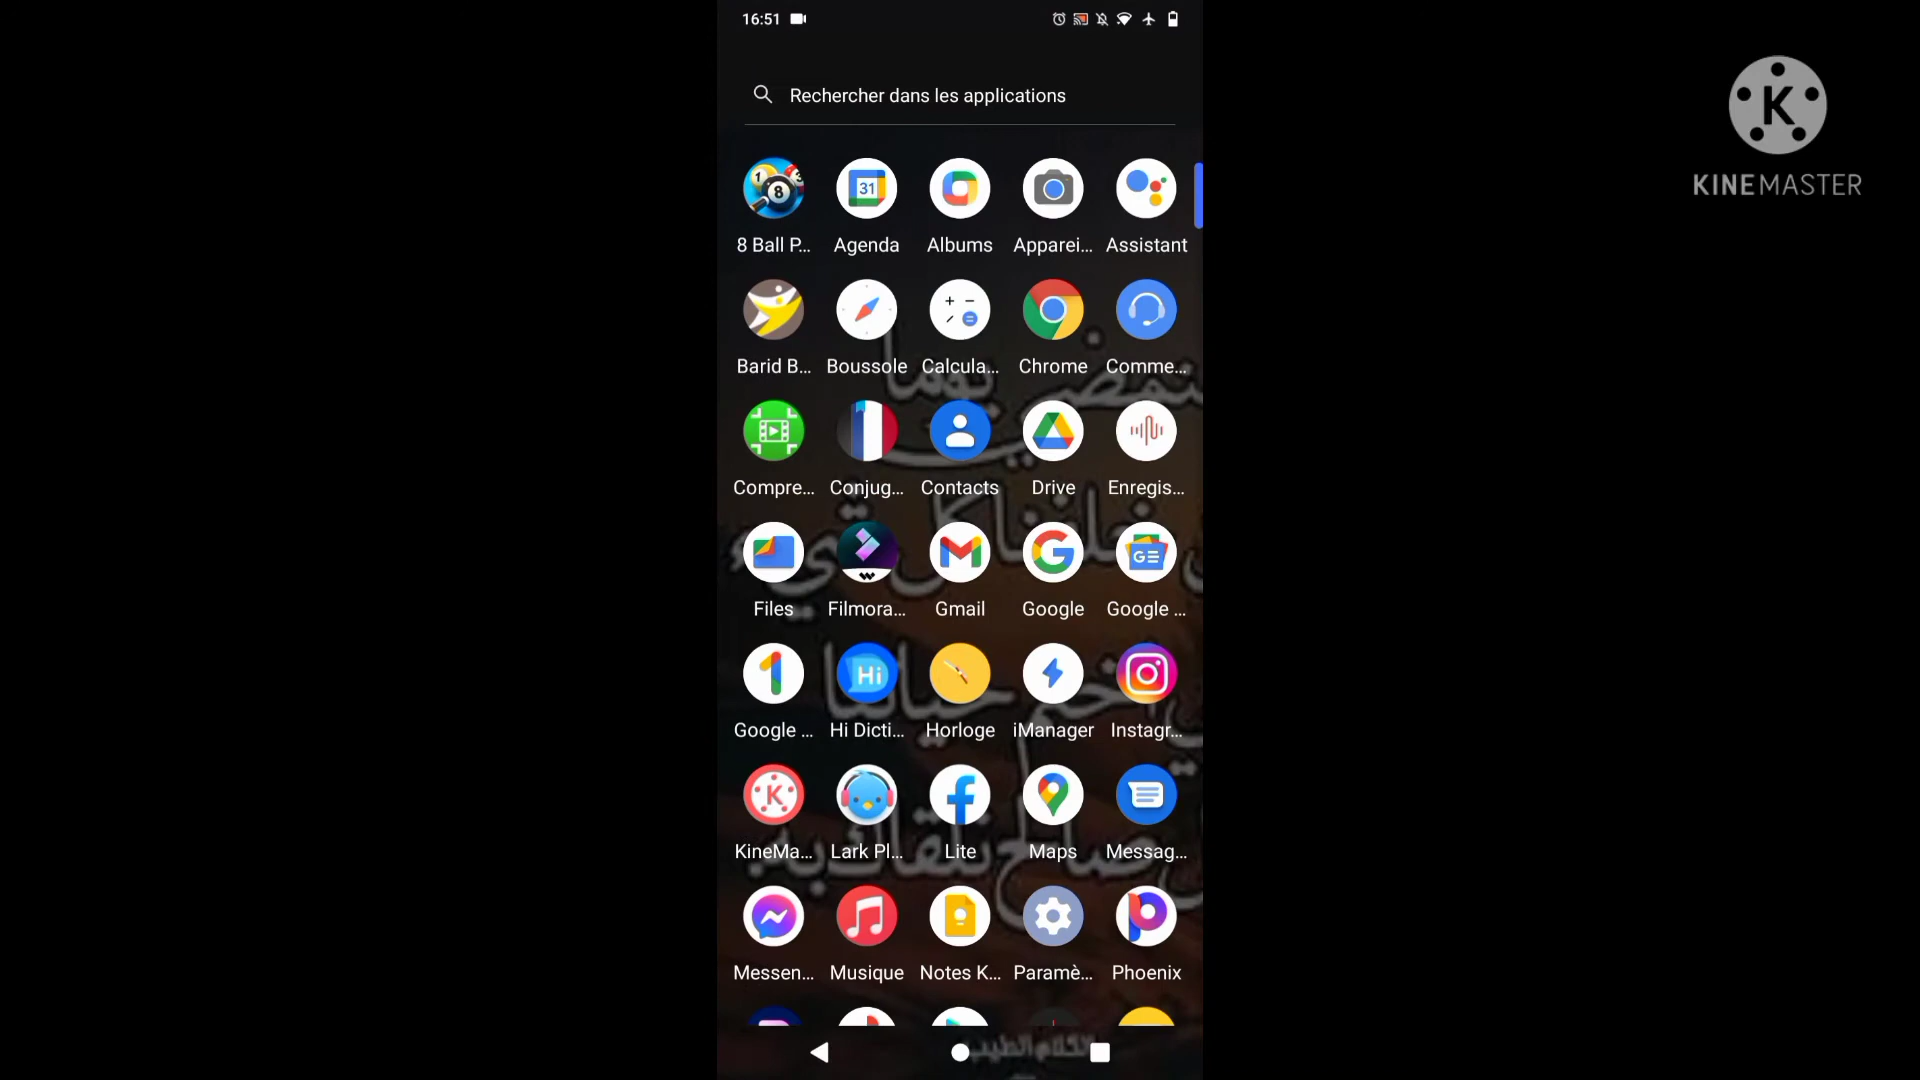 16:51
KINEMASTER
Rechercher dans les applications
8 Ball P... Agenda Albums Apparei... Assistant
Barid B... Boussole Calcula... Chrome Comme...
Compre... Conjug... Contacts Drive Enregis...
Files Filmora... Gmail Google Google ...
Google ... Hi Dicti... Horloge iManager Instagr...
KineMa... Lark Pl... Lite Maps Messag...
Messen... Musique Notes K... Paramè... Phoenix